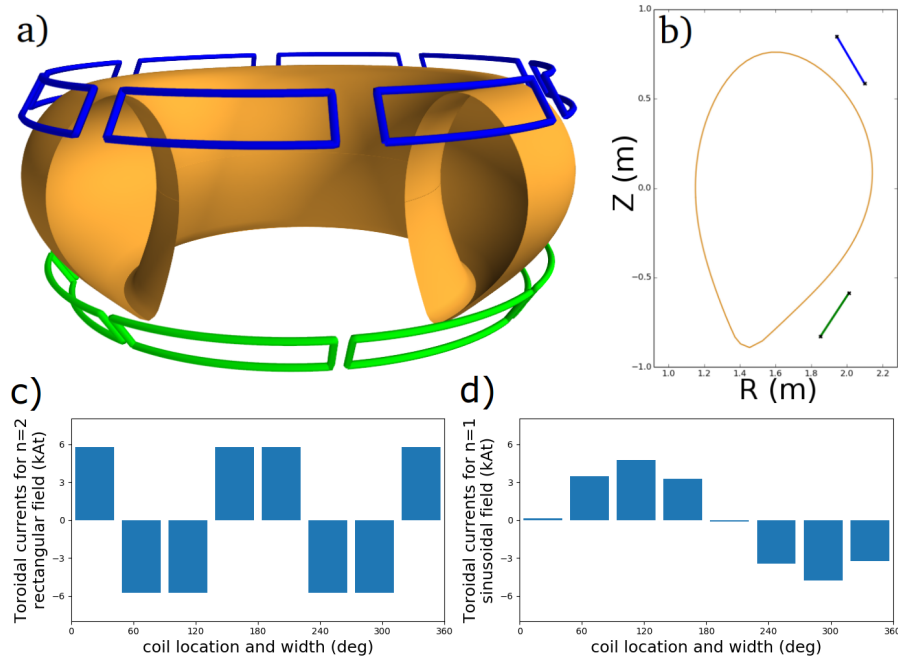 a)
b)
1.0
0.5
0.0
−0.5
−1.0
Z (m)
1.0 1.2 1.4 1.6 1.8 2.0 2.2
R (m)
c)
Toroidal currents for n=2
rectangular field (kAt)
6
3
0
−3
−6
0 60 120 180 240 300 360
coil location and width (deg)
d)
Toroidal currents for n=1
sinusoidal field (kAt)
6
3
0
−3
−6
0 60 120 180 240 300 360
coil location and width (deg)